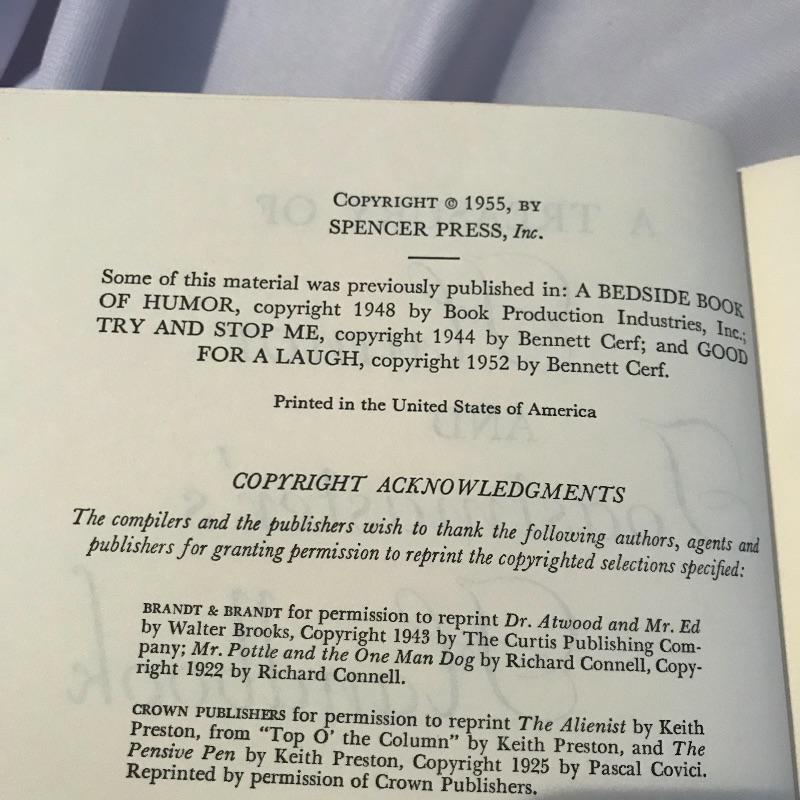 COPYRIGHT © 1955, BY
SPENCER PRESS, Inc.
Some of this material was previously published in: A BEDSIDE BOOK
OF HUMOR, copyright 1948 by Book Production Industries, Inc.;
TRY AND STOP ME, copyright 1944 by Bennett Cerf; and GOOD
FOR A LAUGH, copyright 1952 by Bennett Cerf.
Printed in the United States of America
COPYRIGHT ACKNOWLEDGMENTS
The compilers and the publishers wish to thank the following authors, agents and
publishers for granting permission to reprint the copyrighted selections specified:
BRANDT & BRANDT for permission to reprint Dr. Atwood and Mr. Ed
by Walter Brooks, Copyright 1943 by The Curtis Publishing Com-
pany; Mr. Pottle and the One Man Dog by Richard Connell, Copy-
right 1922 by Richard Connell.
CROWN PUBLISHERS for permission to reprint The Alienist by Keith
Preston, from "Top O' the Column" by Keith Preston, and The
Pensive Pen by Keith Preston, Copyright 1925 by Pascal Covici.
Reprinted by permission of Crown Publishers.